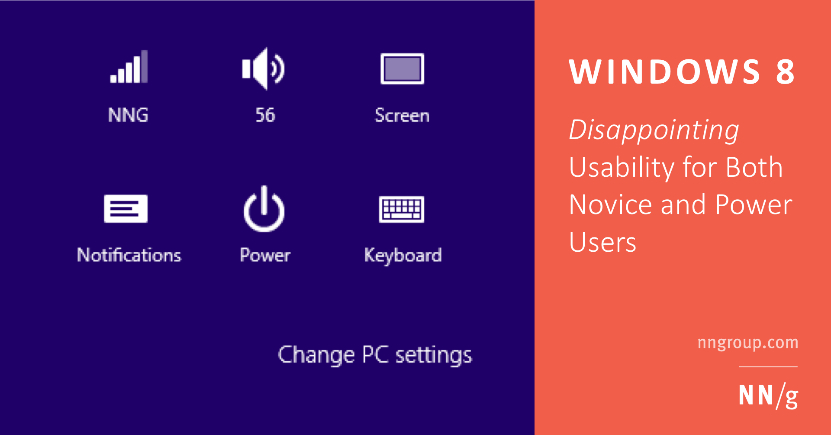 NNG
56
Screen
Notifications
Power
Keyboard
Change PC settings
WINDOWS 8
Disappointing
Usability for Both
Novice and Power
Users
nngroup.com
NN/g